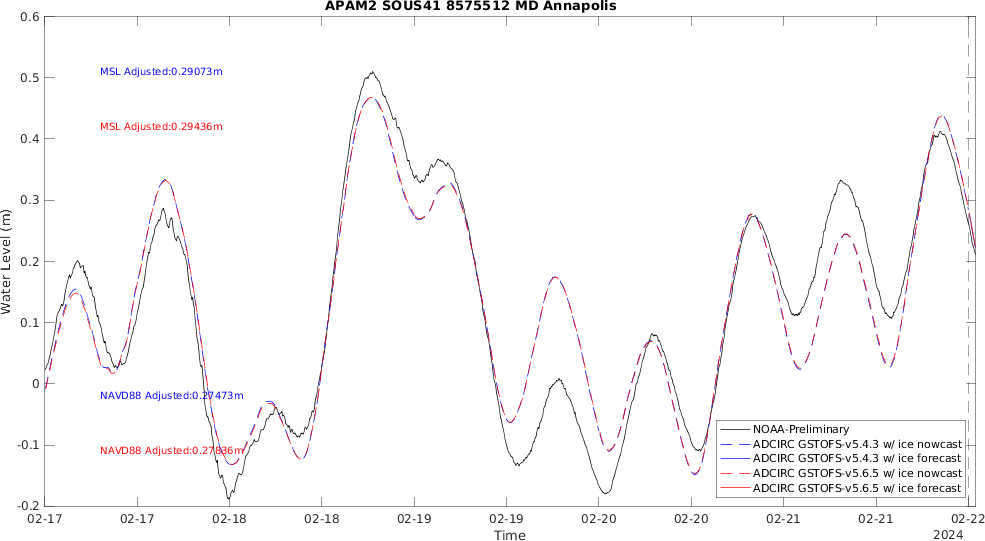 APAM2 SOUS41 8575512 MD Annapolis
0.6
0.5
0.4
0.3
0.2
0.1
0
-0.1
-0.2
Water Level (m)
MSL Adjusted:0.29073m
MSL Adjusted:0.29436m
NAVD88 Adjusted:0.27473m
NAVD88 Adjusted:0.27836m
NOAA-Preliminary
ADCIRC GSTOFS-v5.4.3 w/ ice nowcast
ADCIRC GSTOFS-v5.4.3 w/ ice forecast
ADCIRC GSTOFS-v5.6.5 w/ ice nowcast
ADCIRC GSTOFS-v5.6.5 w/ ice forecast
02-17 02-17 02-18 02-18 02-19 02-19 02-20 02-20 02-21 02-21 02-22
Time
2024